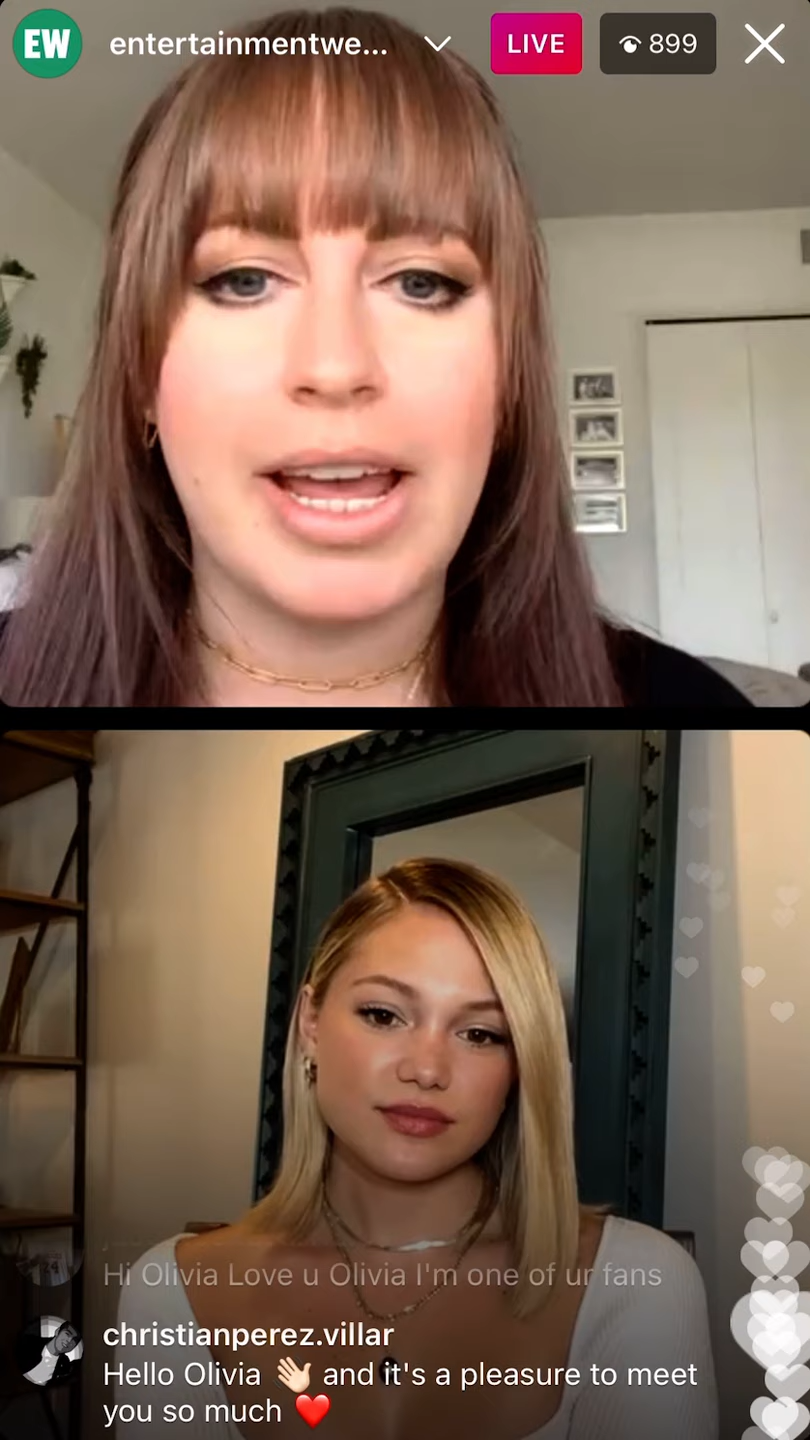 EW entertainmentwe... LIVE 899
Hi Olivia Love u Olivia I'm one of ur fans
christianperez.villar
Hello Olivia 👋🏻 and it's a pleasure to meet
you so much ❤️